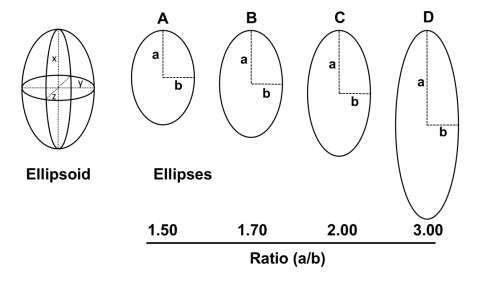 A B C D
x
y
z
a
b
a
b
a
b
a
b
Ellipsoid Ellipses
1.50 1.70 2.00 3.00
Ratio (a/b)